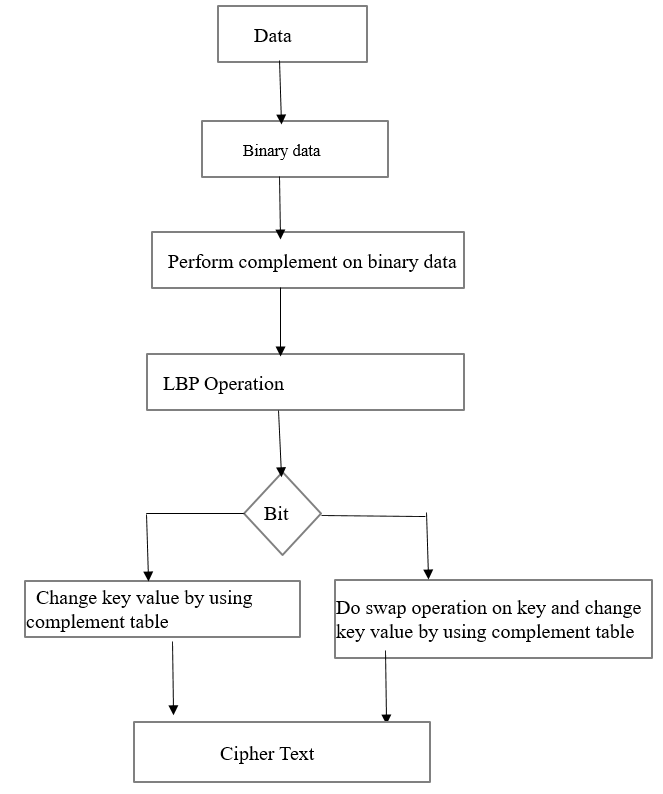 Data
Binary data
Perform complement on binary data
LBP Operation
Bit
Change key value by using
complement table
Do swap operation on key and change
key value by using complement table
Cipher Text